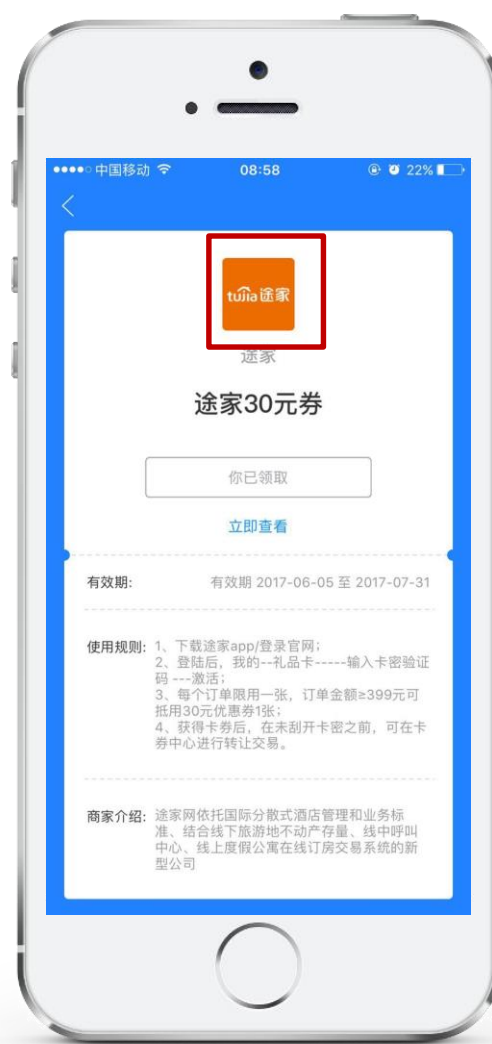 中国移动 08:58 22%
tujia途家
途家
途家30元券
你已领取
立即查看
有效期: 有效期 2017-06-05 至 2017-07-31
使用规则: 1、下载途家app/登录官网;
2、登陆后，我的--礼品卡-----输入卡密验证
码 ---激活;
3、每个订单限用一张，订单金额≥399元可
抵用30元优惠券1张;
4、获得卡券后，在未刮开卡密之前，可在卡
券中心进行转让交易。
商家介绍: 途家网依托国际分散式酒店管理和业务标
准、结合线下旅游地不动产存量、线中呼叫
中心、线上度假公寓在线订房交易系统的新
型公司